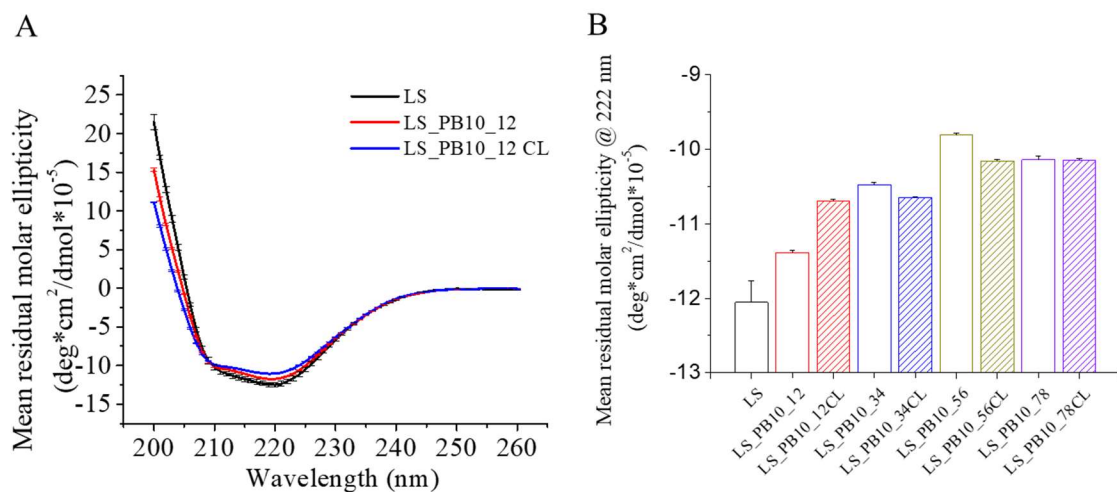 A
Mean residual molar ellipticity
(deg*cm²/dmol*10⁻⁵)
25
20
15
10
5
0
-5
-10
-15
LS
LS_PB10_12
LS_PB10_12 CL
200
210
220
230
240
250
260
Wavelength (nm)
B
Mean residual molar ellipticity @ 222 nm
(deg*cm²/dmol*10⁻⁵)
-9
-10
-11
-12
-13
LS
LS_PB10_12
LS_PB10_12CL
LS_PB10_34
LS_PB10_34CL
LS_PB10_56
LS_PB10_56CL
LS_PB10_78
LS_PB10_78CL